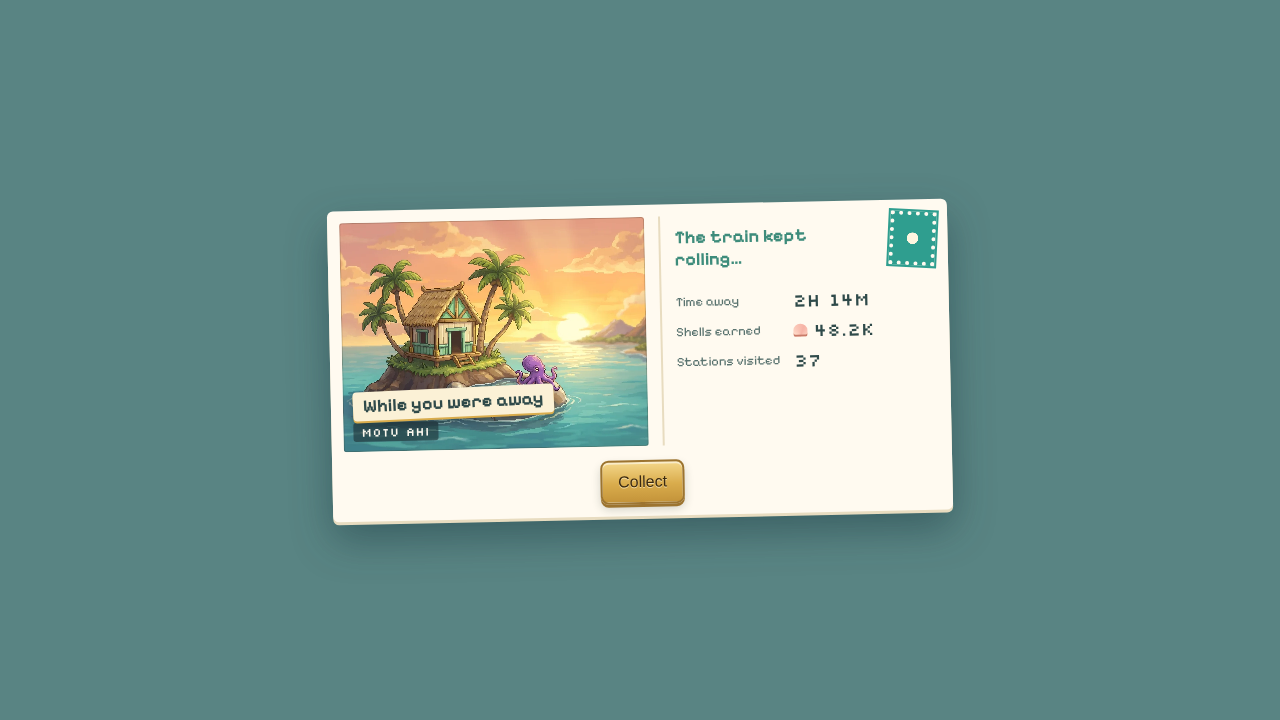 While you were away
MOTU AHI
The train kept
rolling...
Time away 2H 14M
Shells earned 48.2K
Stations visited 37
Collect